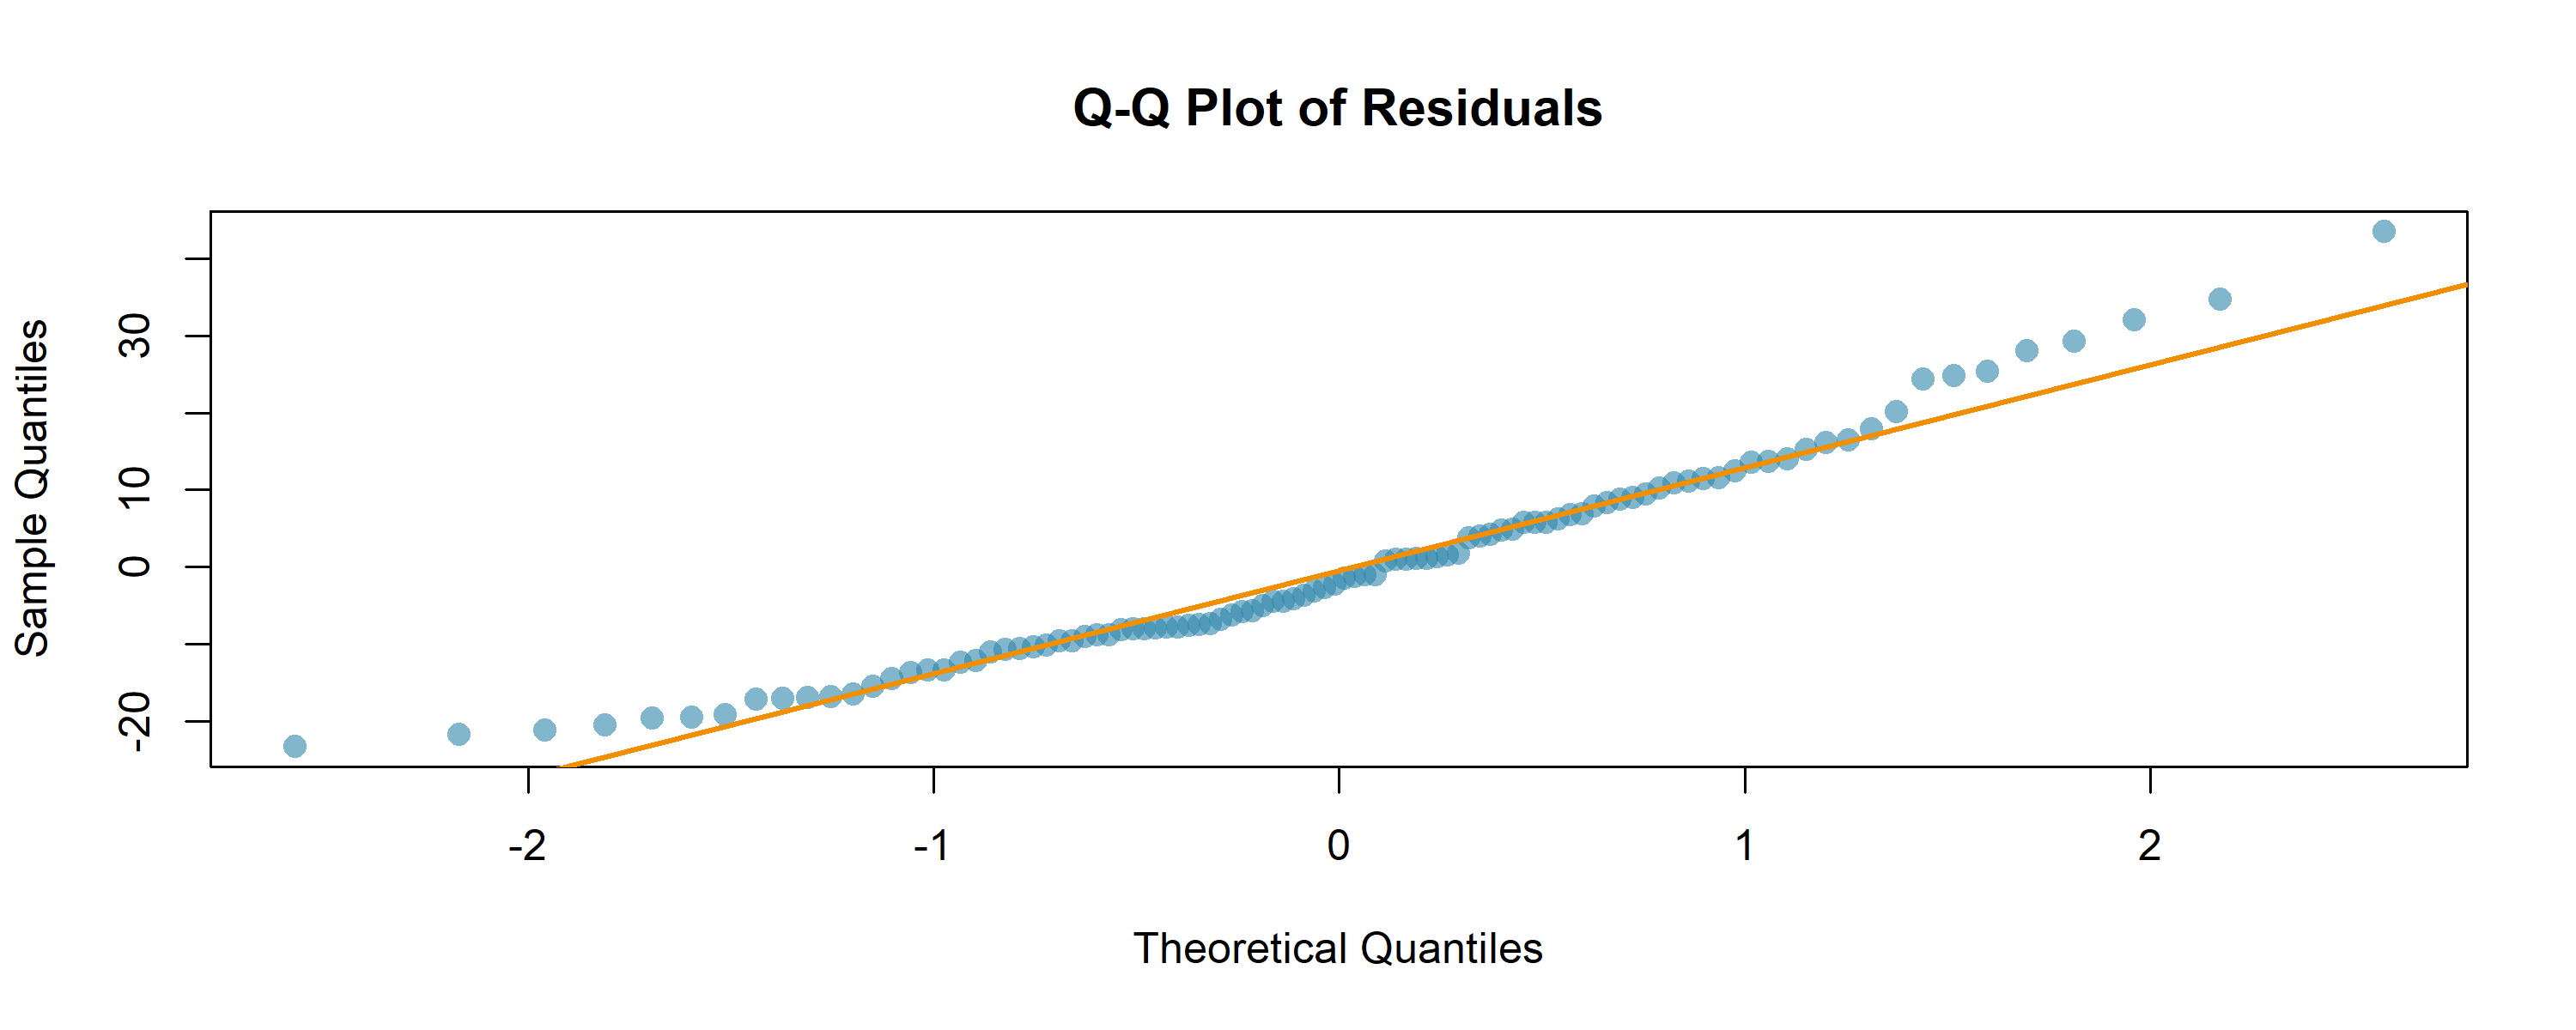 Q-Q Plot of Residuals
Sample Quantiles
30
10
0
-20
-2 -1 0 1 2
Theoretical Quantiles